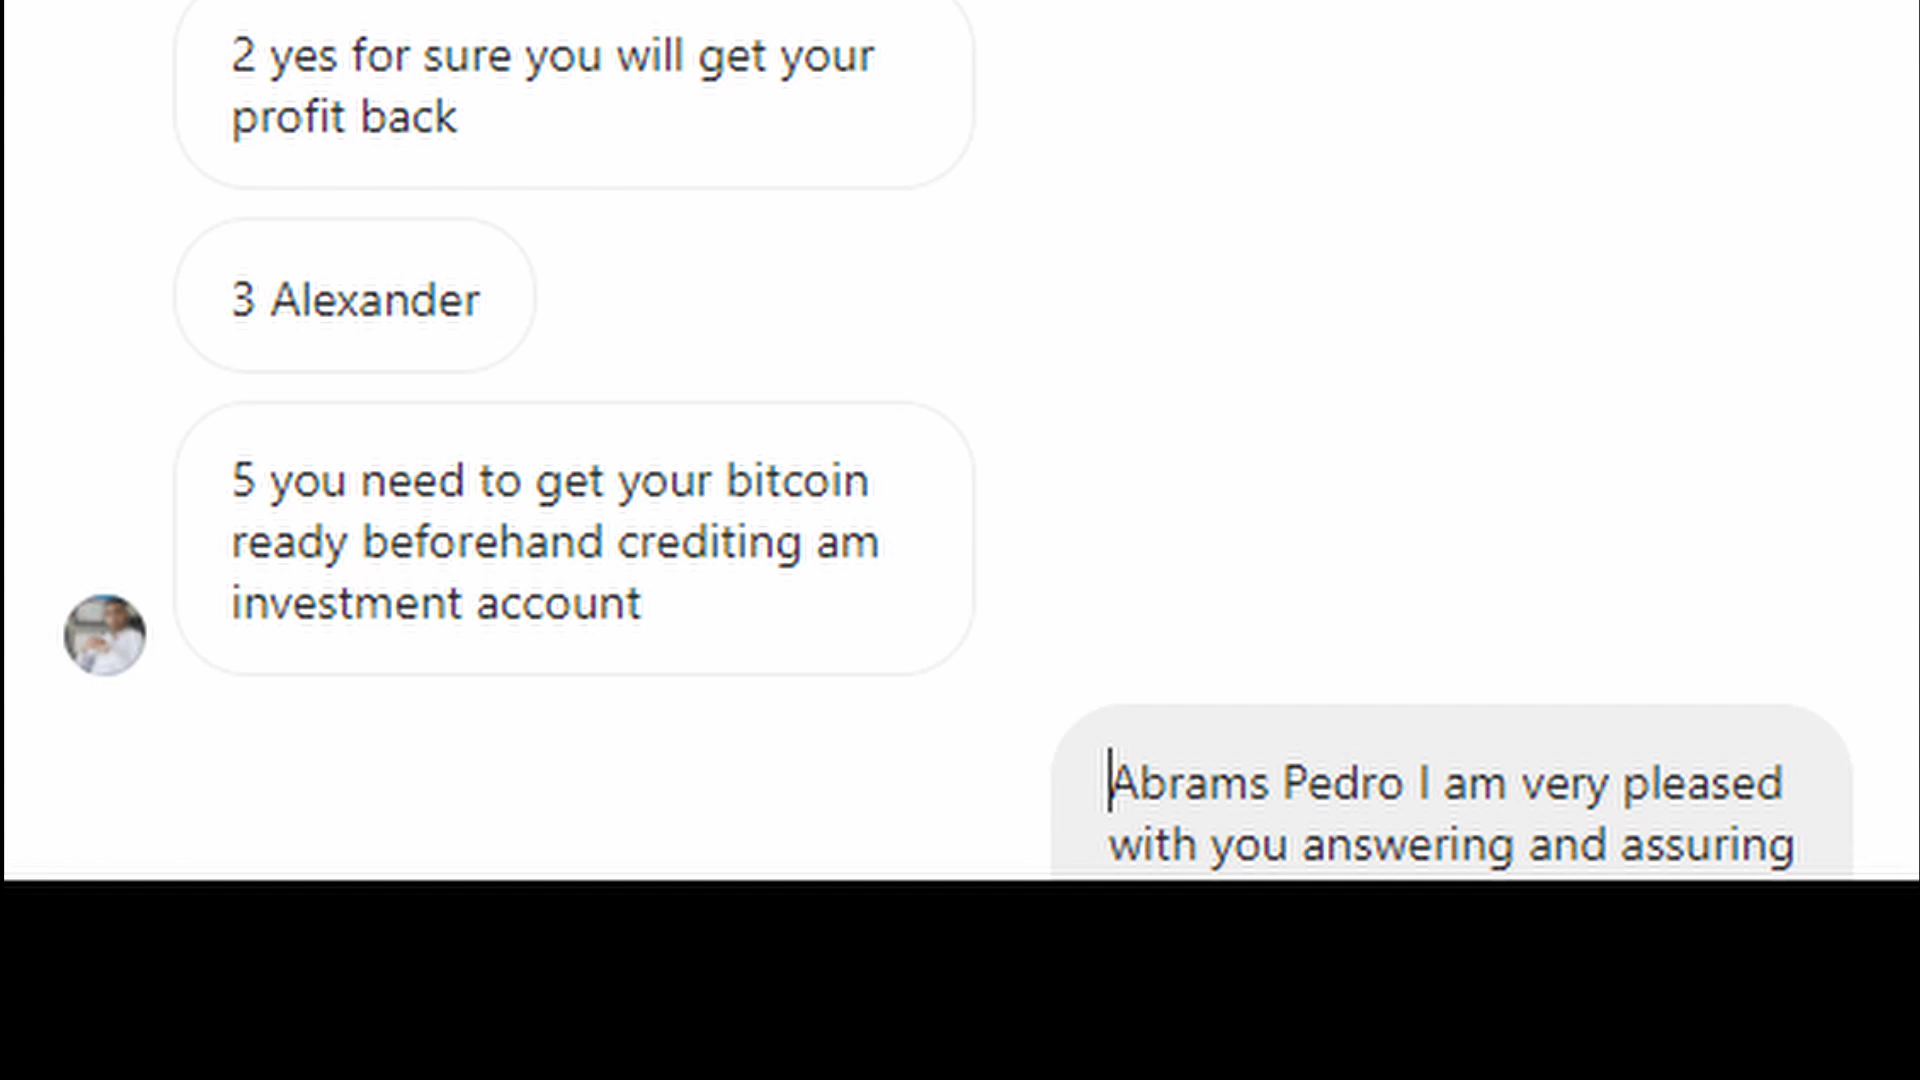 2 yes for sure you will get your
profit back
3 Alexander
5 you need to get your bitcoin
ready beforehand crediting am
investment account
Abrams Pedro I am very pleased
with you answering and assuring